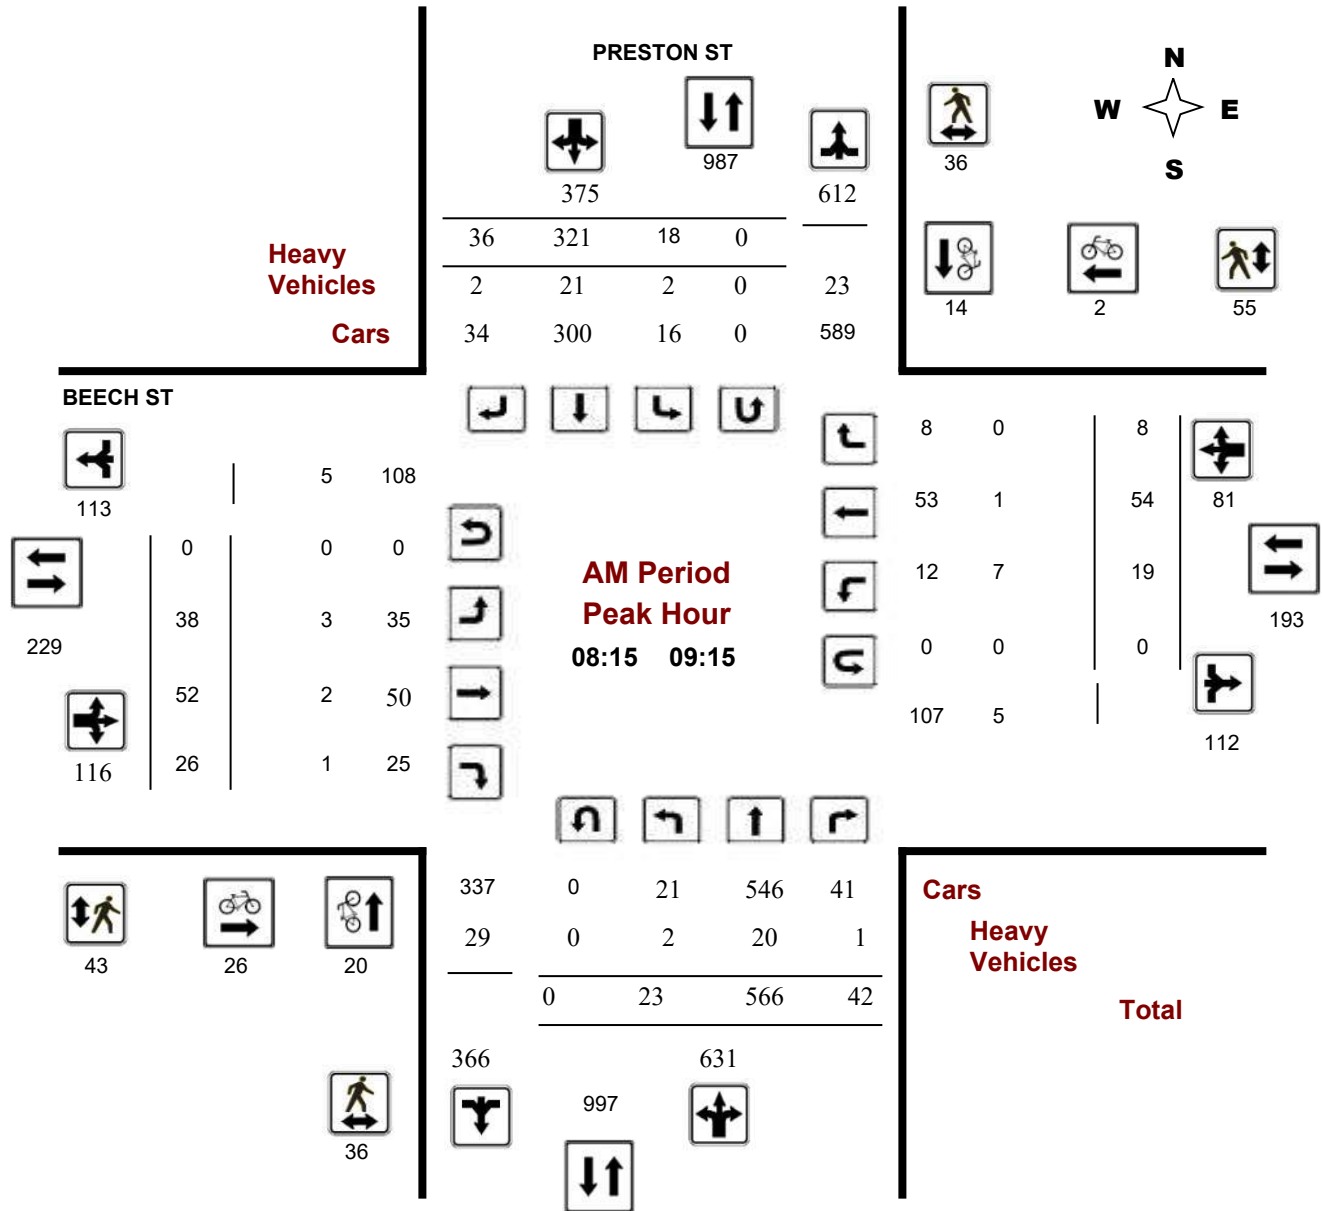 PRESTON ST
N
W E
S
987
36
375
612
36 321 18 0
Heavy
Vehicles
2 21 2 0 23
14 2 55
Cars
34 300 16 0 589
BEECH ST
8 0 8
5 108
113
53 1 54 81
0 0 0
AM Period
12 7 19
Peak Hour
38 3 35
193
229
08:15 09:15
0 0 0
52 2 50
107 5
112
116 26 1 25
337 0 21 546 41
Cars
29 0 2 20 1
Heavy
Vehicles
43 26 20
0 23 566 42
Total
366 631
997
36